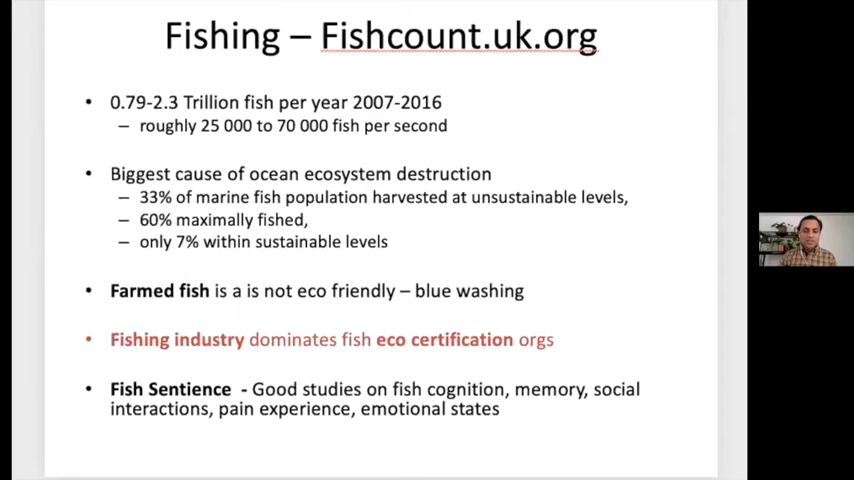 Fishing – Fishcount.uk.org
• 0.79-2.3 Trillion fish per year 2007-2016
– roughly 25 000 to 70 000 fish per second
• Biggest cause of ocean ecosystem destruction
– 33% of marine fish population harvested at unsustainable levels,
– 60% maximally fished,
– only 7% within sustainable levels
• Farmed fish is a is not eco friendly – blue washing
• Fishing industry dominates fish eco certification orgs
• Fish Sentience - Good studies on fish cognition, memory, social
interactions, pain experience, emotional states